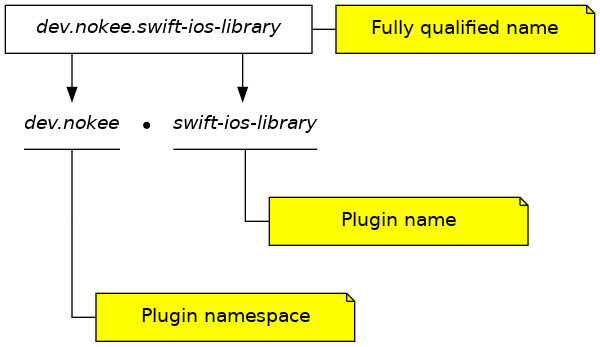 dev.nokee.swift-ios-library
Fully qualified name
dev.nokee • swift-ios-library
Plugin name
Plugin namespace